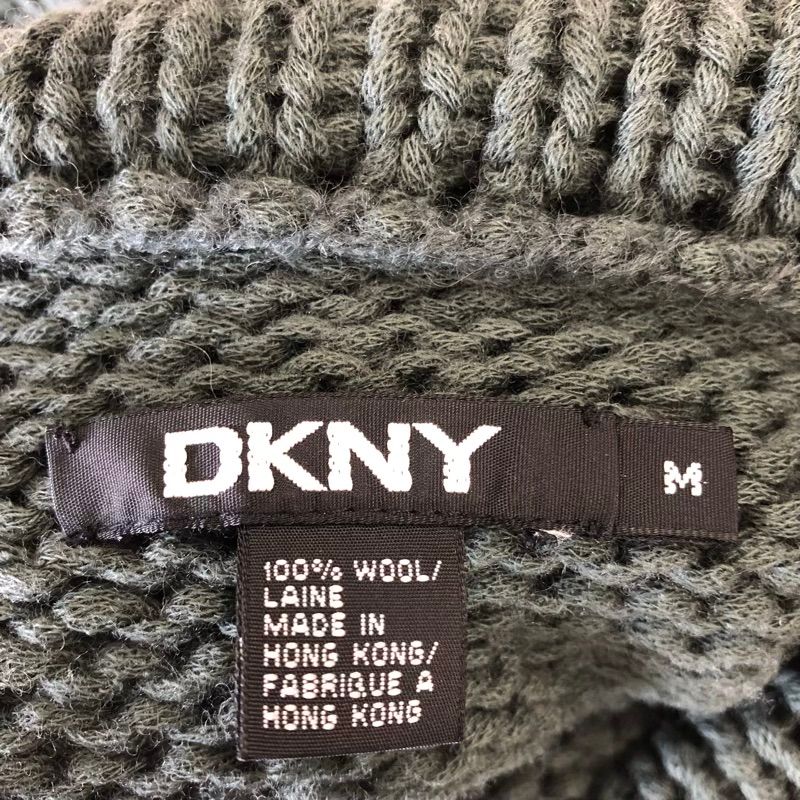 DKNY
M
100% WOOL/
LAINE
MADE IN
HONG KONG/
FABRIQUE A
HONG KONG